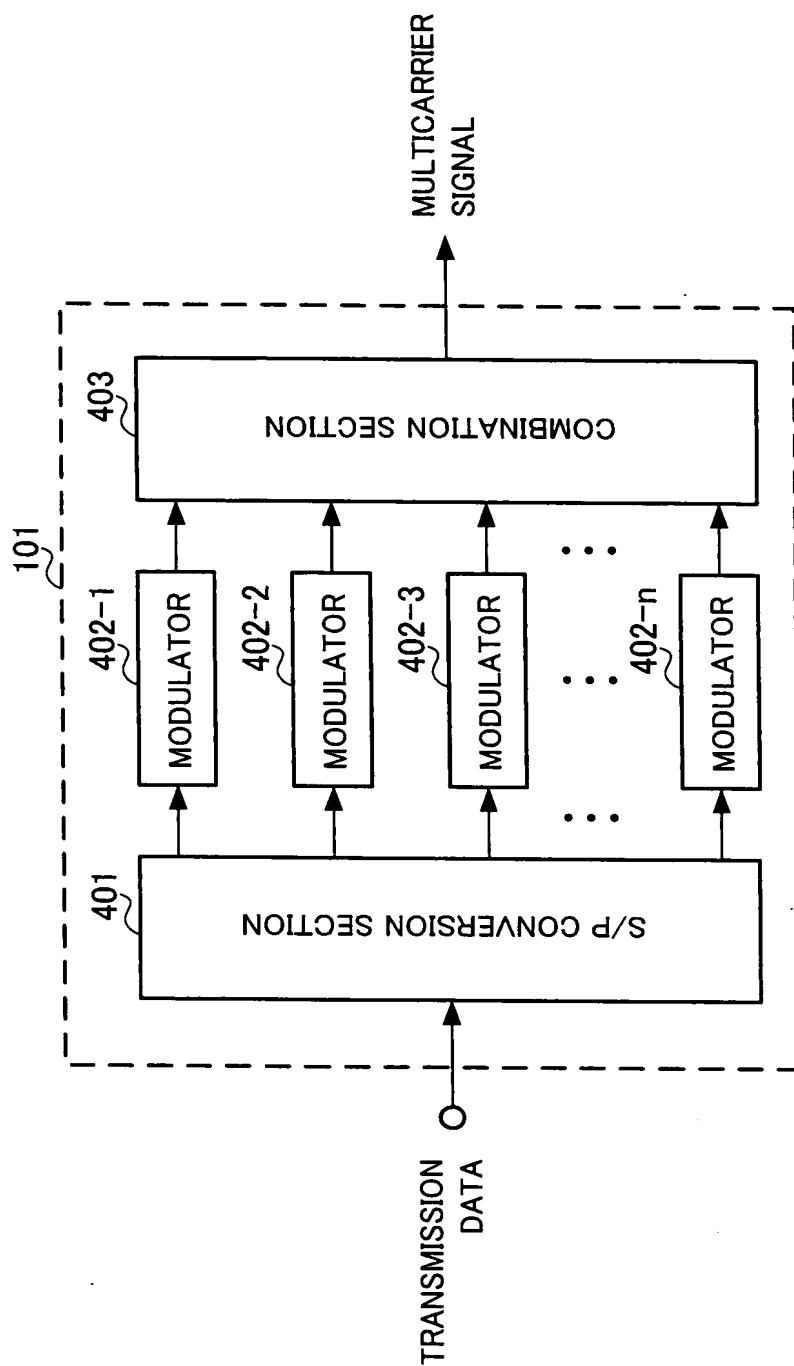 101
401
402-1
402-2
402-3
402-n
403
TRANSMISSION
DATA
S/P CONVERSION SECTION
MODULATOR
MODULATOR
MODULATOR
MODULATOR
...
...
...
COMBINATION SECTION
MULTICARRIER
SIGNAL